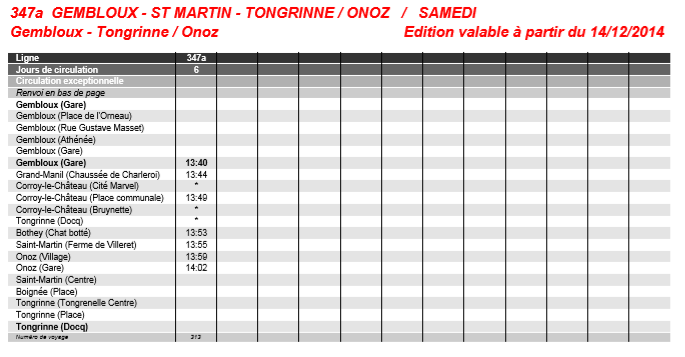 347a GEMBLOUX - ST MARTIN - TONGRINNE / ONOZ / SAMEDI
Gembloux - Tongrinne / Onoz Edition valable à partir du 14/12/2014
Ligne 347a
Jours de circulation 6
Circulation exceptionnelle
Renvoi en bas de page
Gembloux (Gare)
Gembloux (Place de l'Orneau)
Gembloux (Rue Gustave Masset)
Gembloux (Athénée)
Gembloux (Gare)
Gembloux (Gare) 13:40
Grand-Manil (Chaussée de Charleroi) 13:44
Corroy-le-Château (Cité Marvel) *
Corroy-le-Château (Place communale) 13:49
Corroy-le-Château (Bruynette) *
Tongrinne (Docq) *
Bothey (Chat botté) 13:53
Saint-Martin (Ferme de Villeret) 13:55
Onoz (Village) 13:59
Onoz (Gare) 14:02
Saint-Martin (Centre)
Boignée (Place)
Tongrinne (Tongrenelle Centre)
Tongrinne (Place)
Tongrinne (Docq)
Numéro de voyage 313